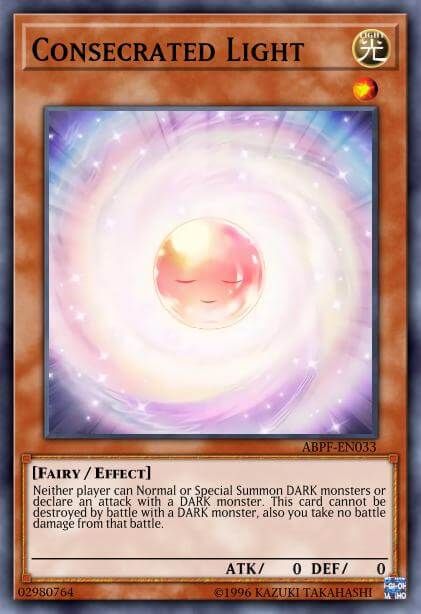 CONSECRATED LIGHT
LIGHT
光
ABPF-EN033
[FAIRY / EFFECT]
Neither player can Normal or Special Summon DARK monsters or
declare an attack with a DARK monster. This card cannot be
destroyed by battle with a DARK monster, also you take no battle
damage from that battle.
ATK/ 0 DEF/ 0
02980764
©1996 KAZUKI TAKAHASHI